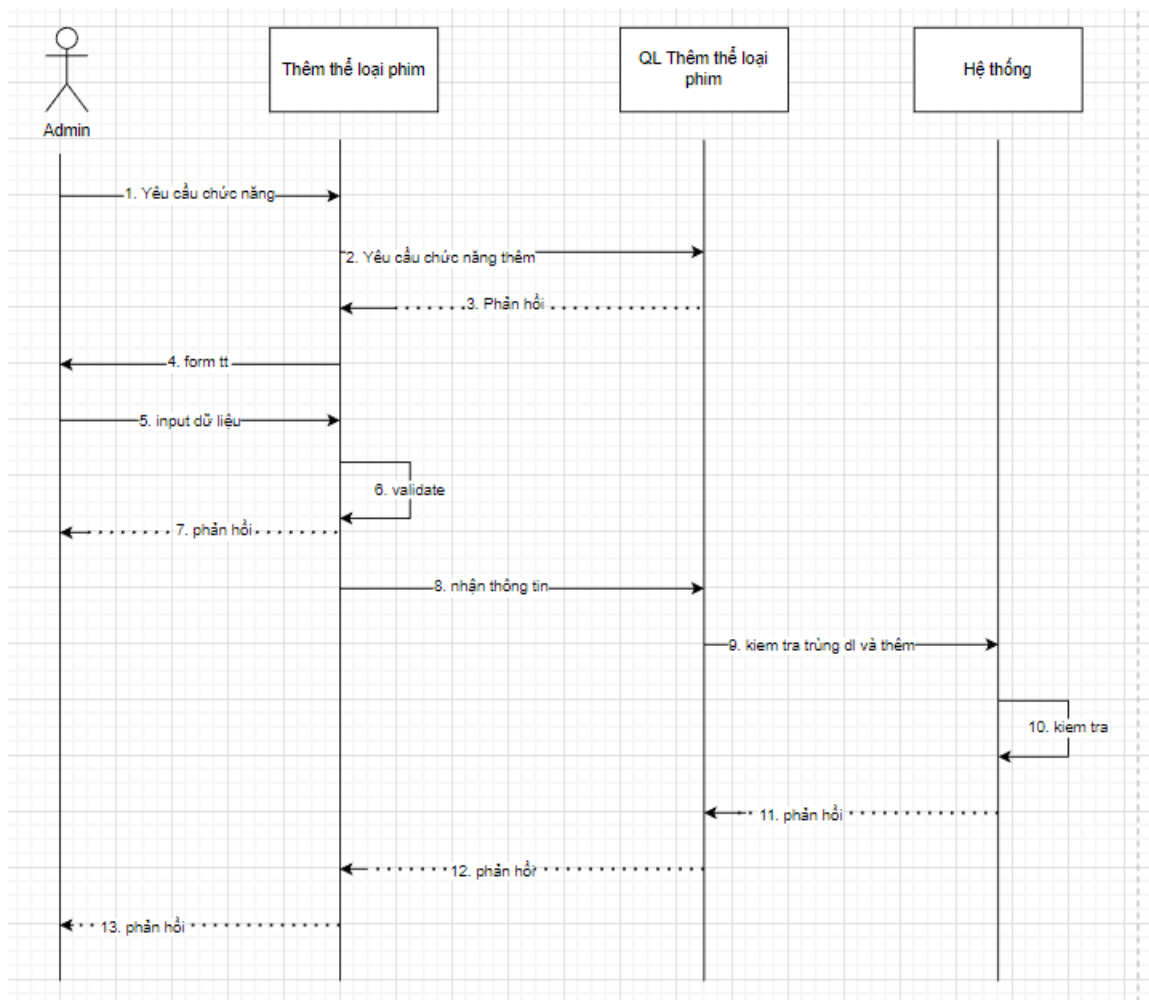 Thêm thể loại phim
QL Thêm thể loại
phim
Hệ thống
Admin
1. Yêu cầu chức năng
2. Yêu cầu chức năng thêm
3. Phản hồi
4. form tt
5. input dữ liệu
6. validate
7. phản hồi
8. nhận thông tin
9. kiem tra trùng dl và thêm
10. kiem tra
11. phản hồi
12. phản hồi
13. phản hồi